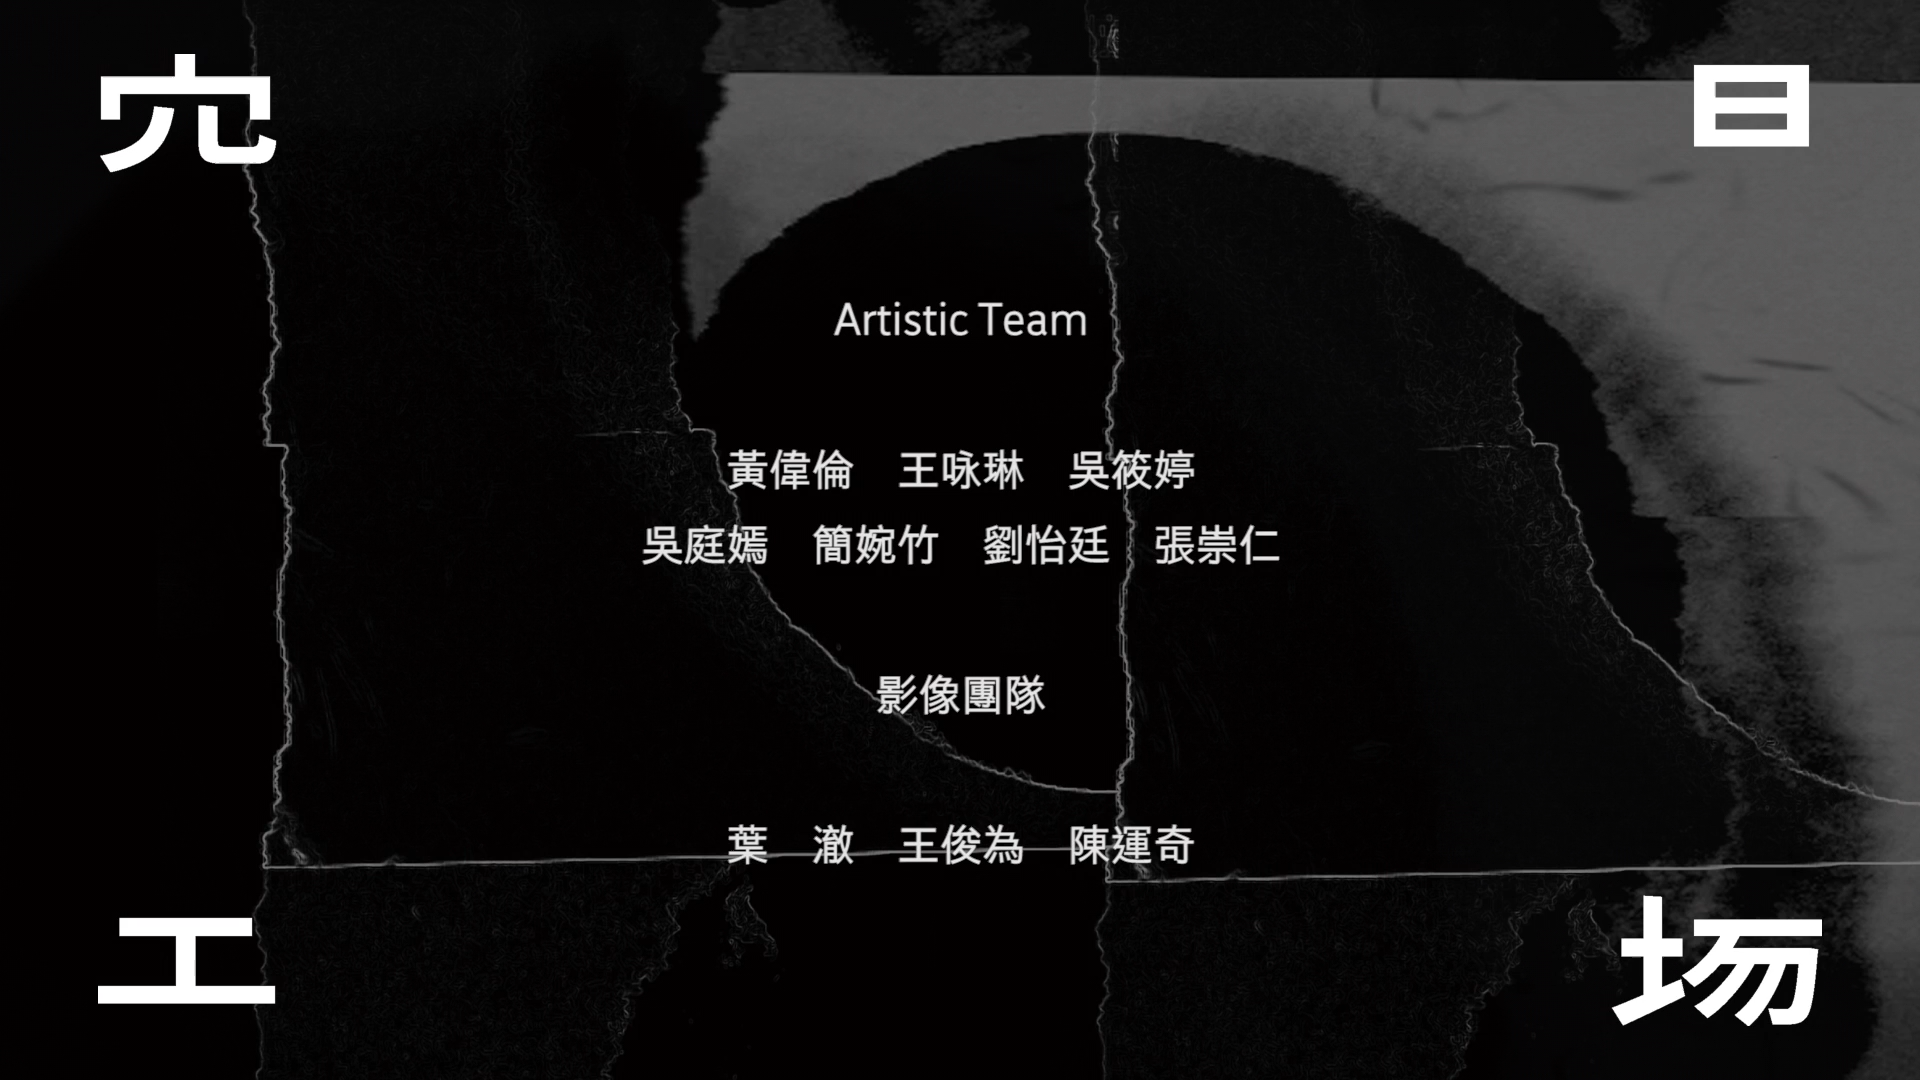 穴
日
Artistic Team
黃偉倫 王咏琳 吳筱婷
吳庭嫣 簡婉竹 劉怡廷 張崇仁
影像團隊
葉 澈 王俊為 陳運奇
工
场